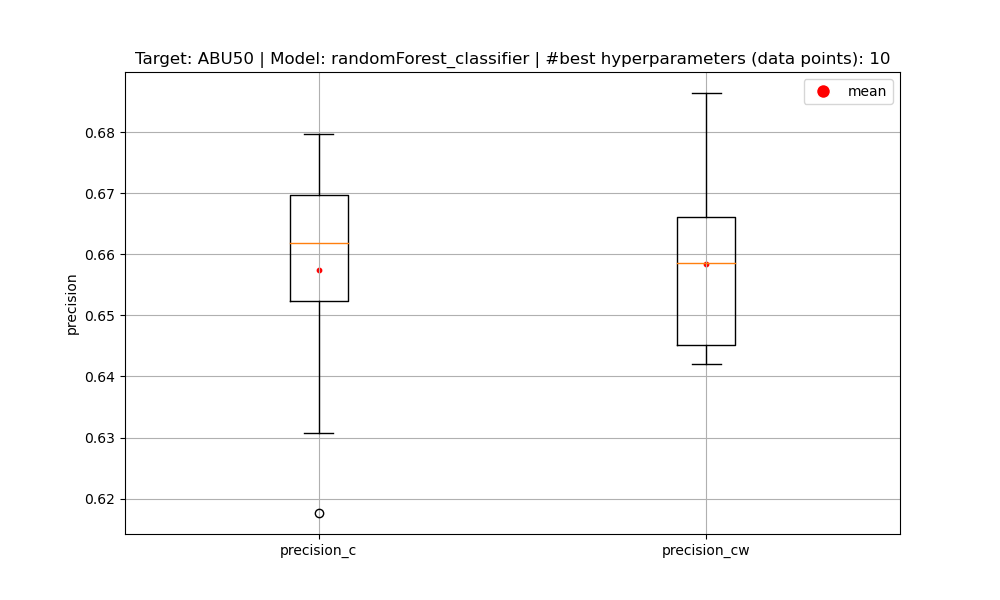 Target: ABU50 | Model: randomForest_classifier | #best hyperparameters (data points): 10
mean
0.68
0.67
0.66
0.65
0.64
0.63
0.62
precision
precision_c
precision_cw